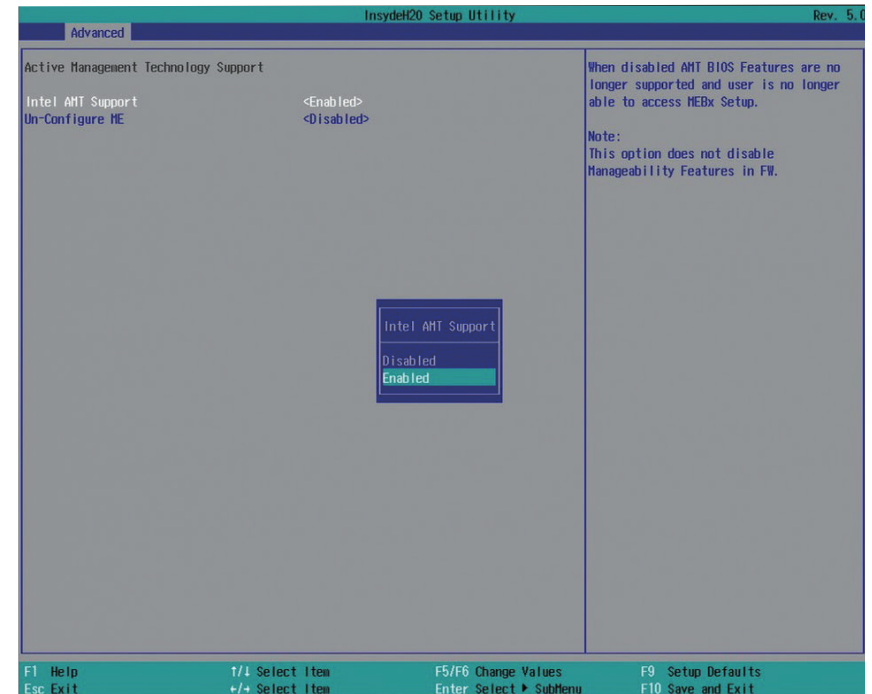 InsydeH20 Setup Utility Rev. 5.0
Advanced
Active Management Technology Support
Intel AMT Support <Enabled>
Un-Configure ME <Disabled>
When disabled AMT BIOS Features are no
longer supported and user is no longer
able to access MEBx Setup.
Note:
This option does not disable
Manageability Features in FW.
Intel AMT Support
Disabled
Enabled
F1 Help ↑/↓ Select Item F5/F6 Change Values F9 Setup Defaults
Esc Exit ←/→ Select Item Enter Select ▶ SubMenu F10 Save and Exit